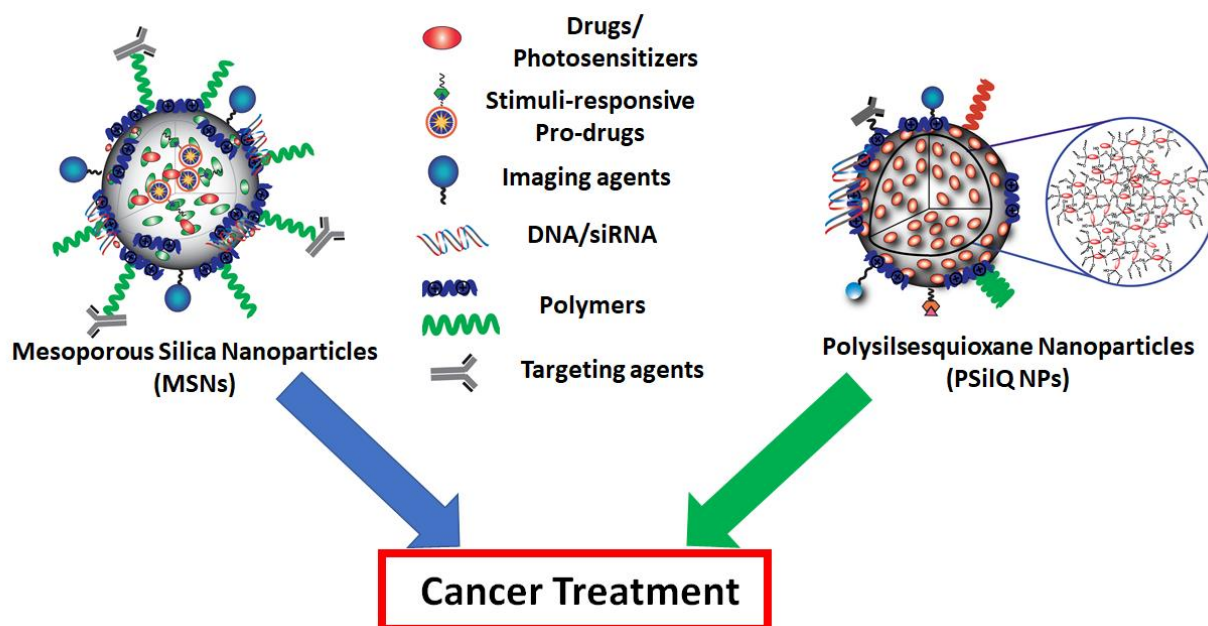 Drugs/
Photosensitizers
Stimuli-responsive
Pro-drugs
Imaging agents
DNA/siRNA
Polymers
Targeting agents
Mesoporous Silica Nanoparticles
(MSNs)
Polysilsesquioxane Nanoparticles
(PSilQ NPs)
Cancer Treatment